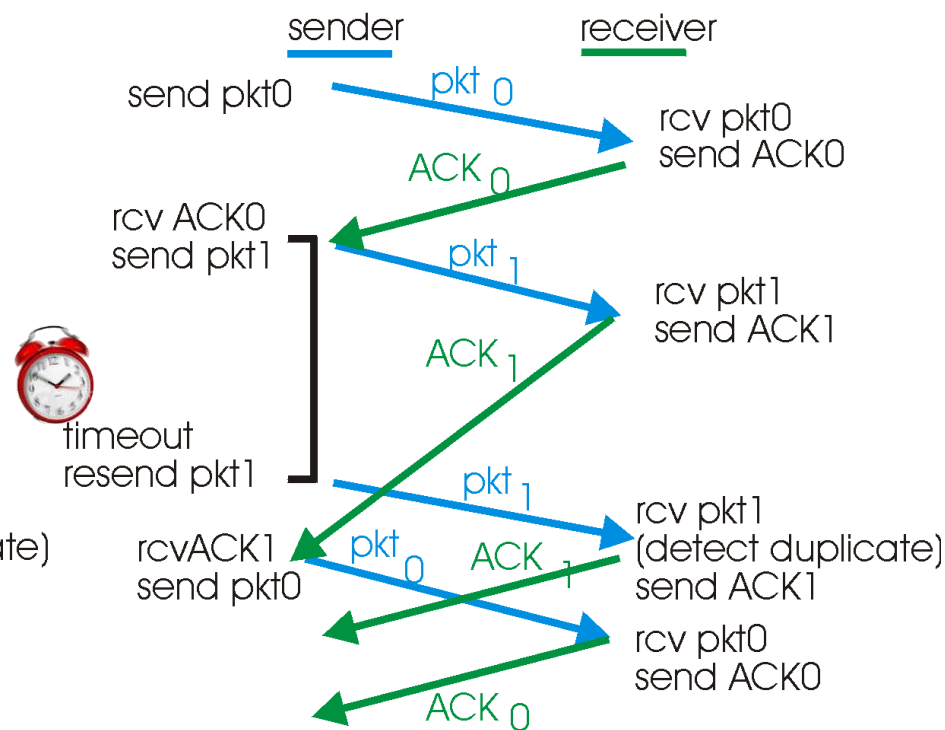 sender receiver
send pkt0
pkt 0
rcv pkt0
send ACK0
ACK 0
rcv ACK0
send pkt1
pkt 1
rcv pkt1
send ACK1
ACK 1
timeout
resend pkt1
pkt 1
rcv pkt1
(detect duplicate)
send ACK1
ate)
rcvACK1
send pkt0
pkt 0
ACK 1
rcv pkt0
send ACK0
ACK 0